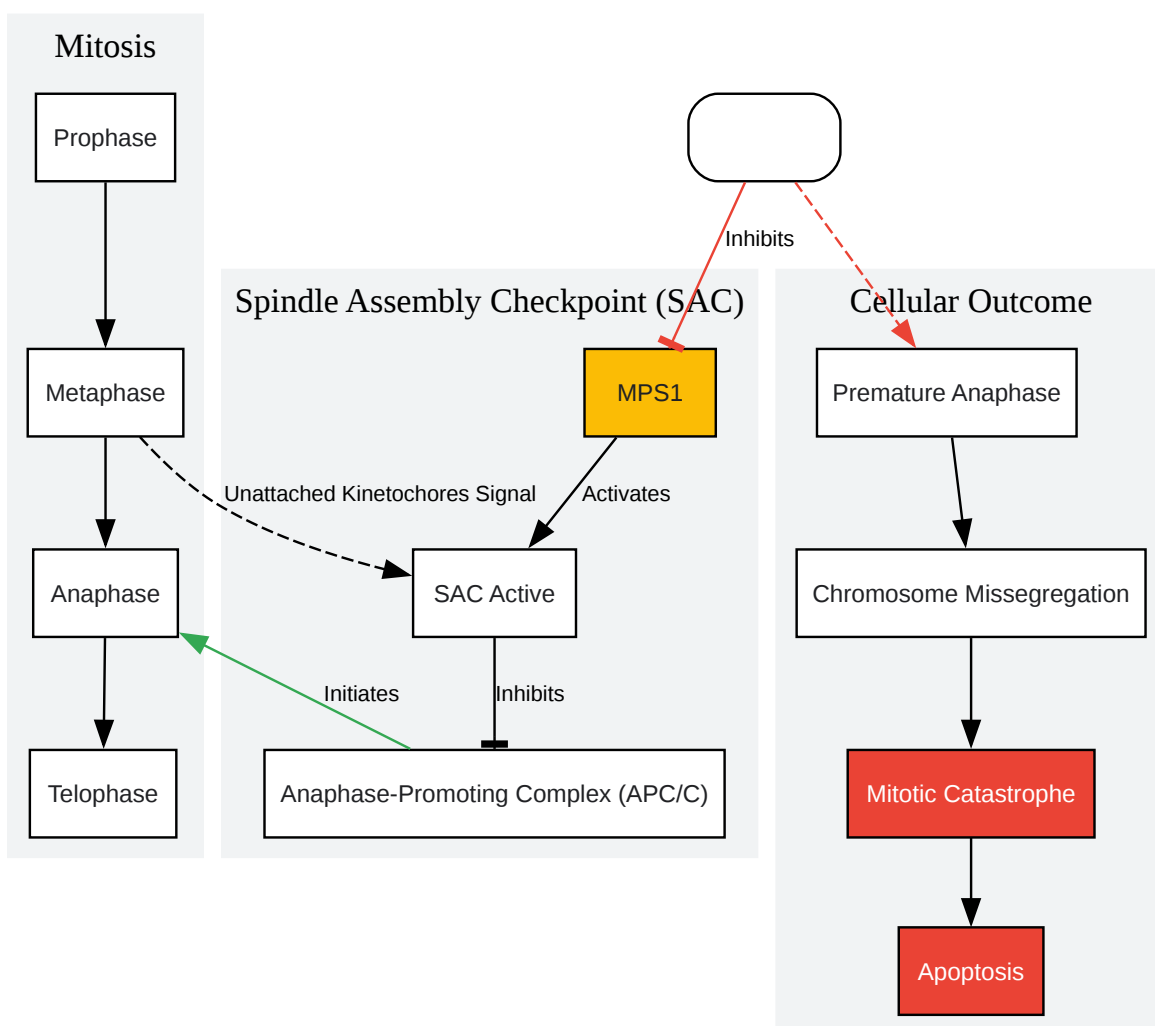 Mitosis
Prophase
Inhibits
Spindle Assembly Checkpoint (SAC)
Cellular Outcome
Metaphase
MPS1
Premature Anaphase
Unattached Kinetochores Signal
Activates
Anaphase
SAC Active
Chromosome Missegregation
Initiates
Inhibits
Telophase
Anaphase-Promoting Complex (APC/C)
Mitotic Catastrophe
Apoptosis